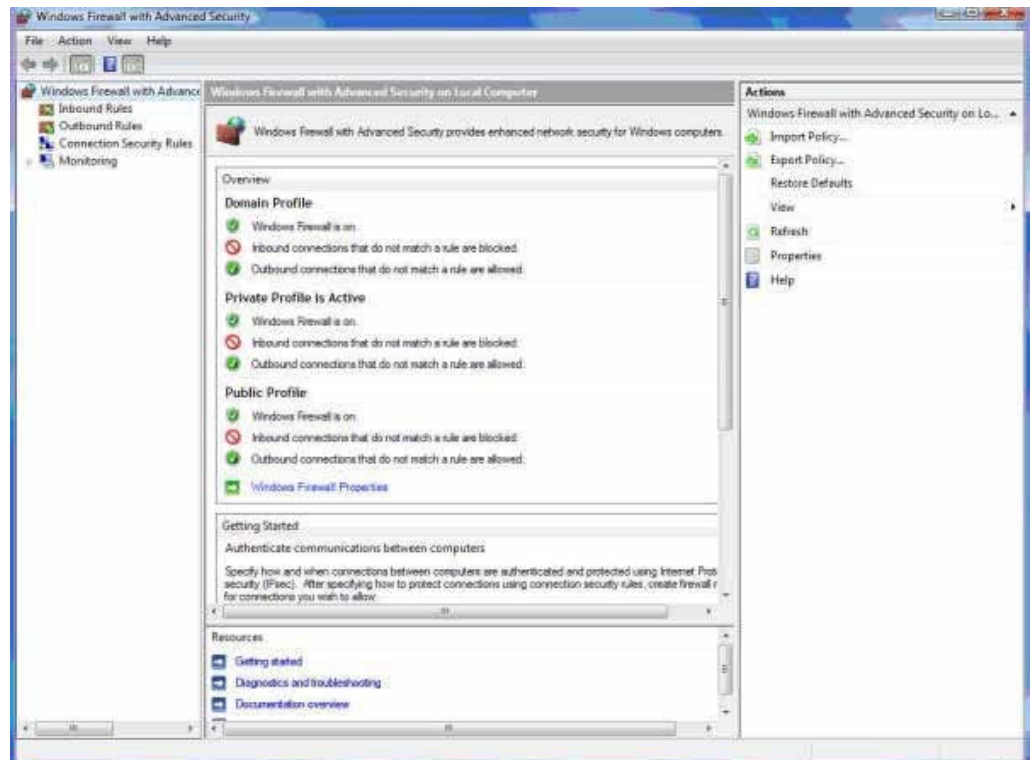 Windows Firewall with Advanced Security
File Action View Help
Windows Firewall with Advance
Inbound Rules
Outbound Rules
Connection Security Rules
Monitoring
Windows Firewall with Advanced Security on Local Computer
Windows Firewall with Advanced Security provides enhanced network security for Windows computers.
Overview
Domain Profile
Windows Firewall is on.
Inbound connections that do not match a rule are blocked.
Outbound connections that do not match a rule are allowed.
Private Profile is Active
Windows Firewall is on.
Inbound connections that do not match a rule are blocked.
Outbound connections that do not match a rule are allowed.
Public Profile
Windows Firewall is on.
Inbound connections that do not match a rule are blocked.
Outbound connections that do not match a rule are allowed.
Windows Firewall Properties
Getting Started
Authenticate communications between computers
Specify how and when connections between computers are authenticated and protected using Internet Prot
security (IPsec). After specifying how to protect connections using connection security rules, create firewall r
for connections you wish to allow.
Resources
Getting started
Diagnostics and troubleshooting
Documentation overview
Actions
Windows Firewall with Advanced Security on Lo...
Import Policy...
Export Policy...
Restore Defaults
View
Refresh
Properties
Help